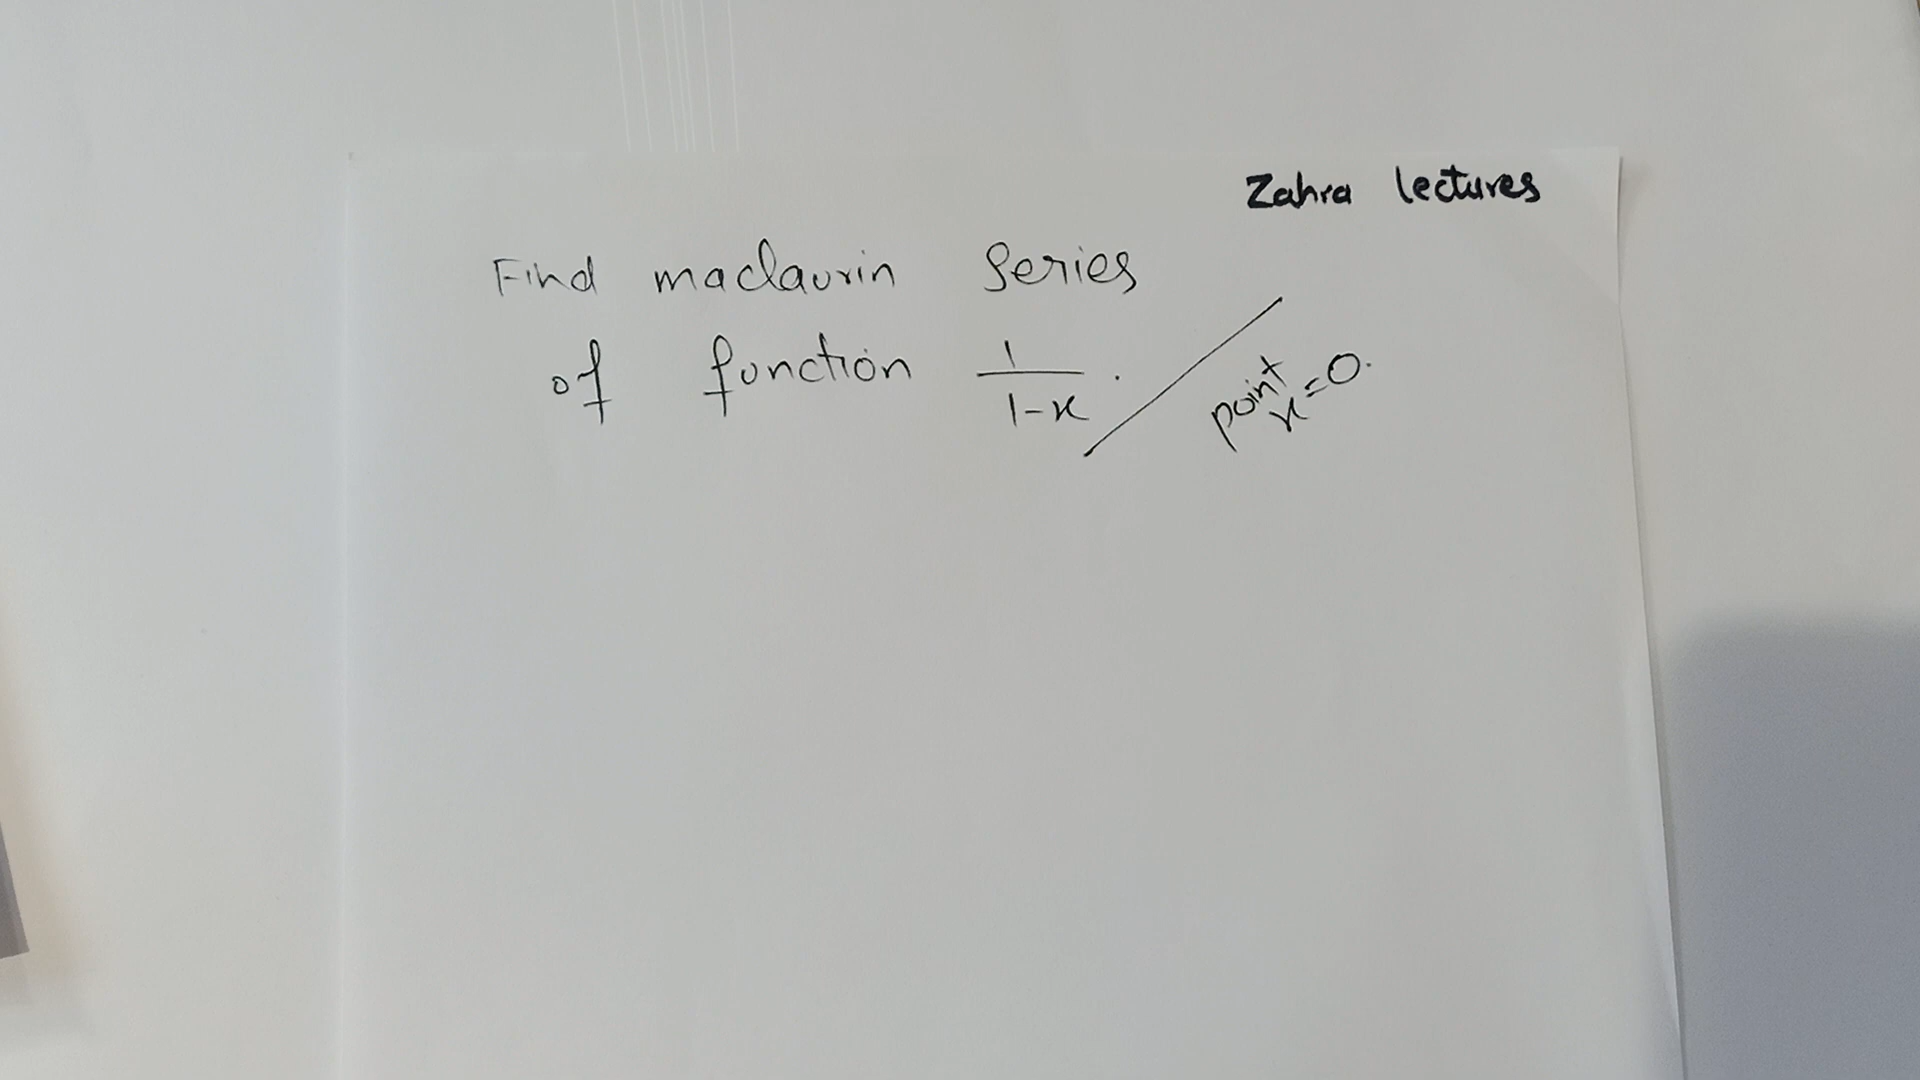 Zahra lectures
Find maclaurin Series
of function 1/1-x .
point
x=0.